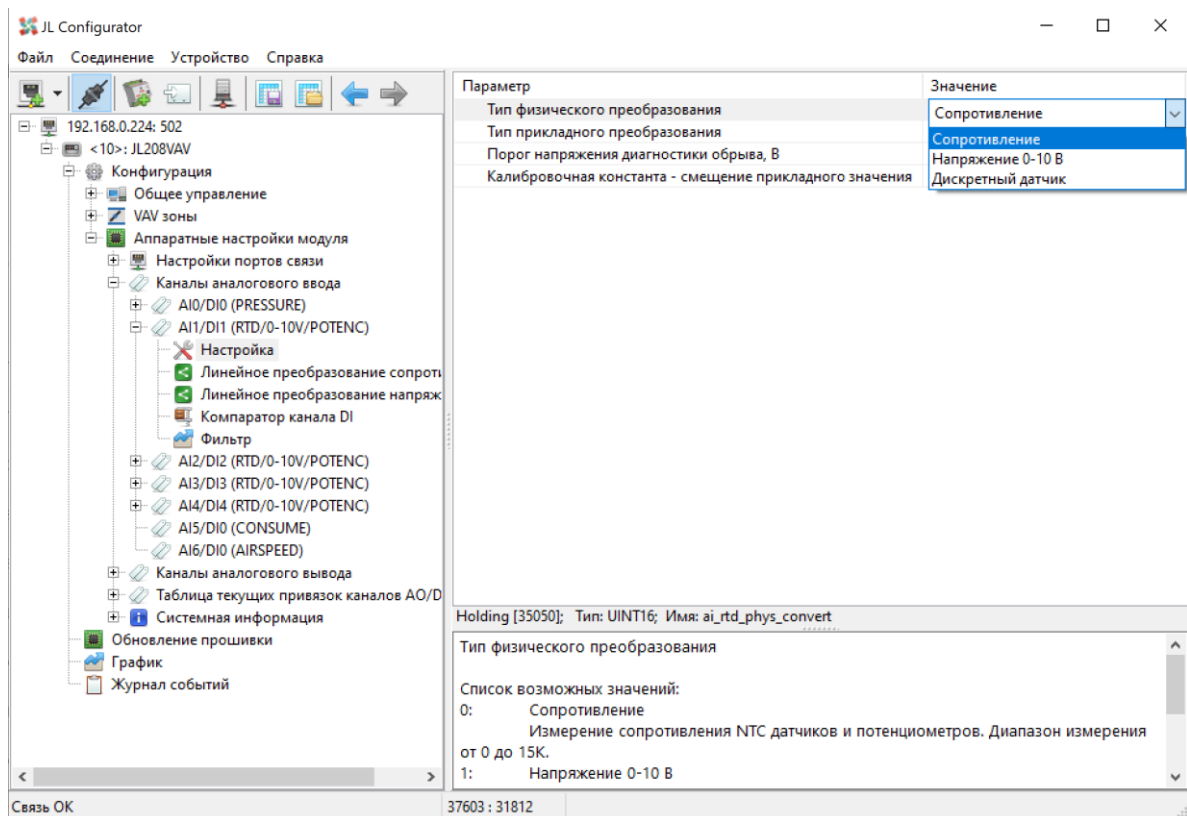 JL Configurator
Файл Соединение Устройство Справка
192.168.0.224: 502
<10>: JL208VAV
Конфигурация
Общее управление
VAV зоны
Аппаратные настройки модуля
Настройки портов связи
Каналы аналогового ввода
AI0/DI0 (PRESSURE)
AI1/DI1 (RTD/0-10V/POTENC)
Настройка
Линейное преобразование сопроти
Линейное преобразование напряж
Компаратор канала DI
Фильтр
AI2/DI2 (RTD/0-10V/POTENC)
AI3/DI3 (RTD/0-10V/POTENC)
AI4/DI4 (RTD/0-10V/POTENC)
AI5/DI0 (CONSUME)
AI6/DI0 (AIRSPEED)
Каналы аналогового вывода
Таблица текущих привязок каналов AO/D
Системная информация
Обновление прошивки
График
Журнал событий
Параметр Значение
Тип физического преобразования Сопротивление
Тип прикладного преобразования
Порог напряжения диагностики обрыва, В
Калибровочная константа - смещение прикладного значения
Сопротивление
Напряжение 0-10 В
Дискретный датчик
Holding [35050]; Тип: UINT16; Имя: ai_rtd_phys_convert
Тип физического преобразования
Список возможных значений:
0: Сопротивление
Измерение сопротивления NTC датчиков и потенциометров. Диапазон измерения
от 0 до 15K.
1: Напряжение 0-10 В
Связь OK 37603 : 31812